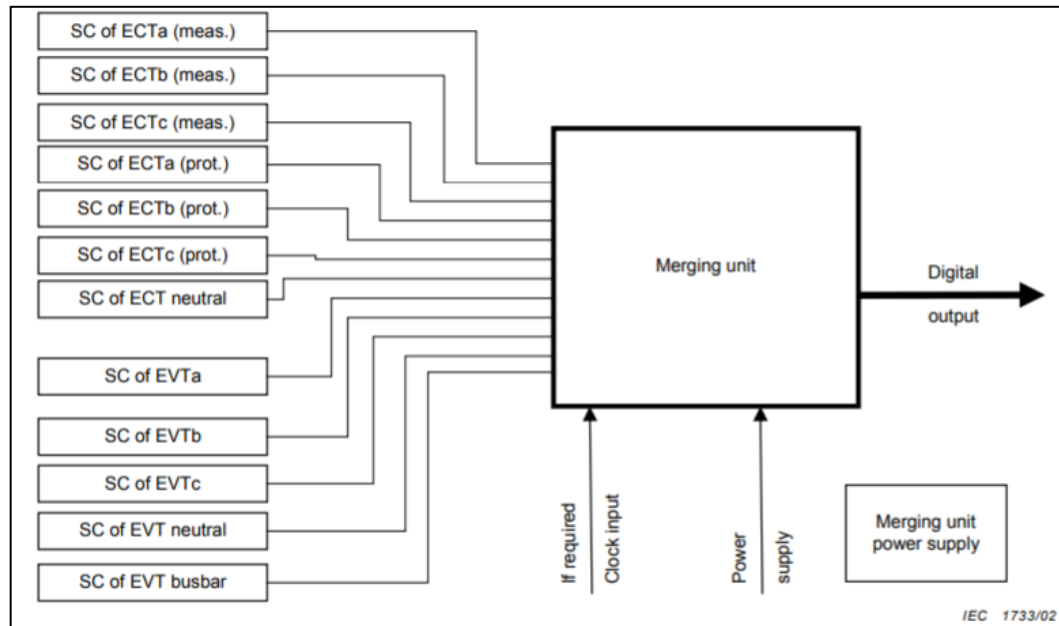 SC of ECTa (meas.)
SC of ECTb (meas.)
SC of ECTc (meas.)
SC of ECTa (prot.)
SC of ECTb (prot.)
SC of ECTc (prot.)
SC of ECT neutral
SC of EVTa
SC of EVTb
SC of EVTc
SC of EVT neutral
SC of EVT busbar
Merging unit
Digital
output
If required
Clock input
Power
supply
Merging unit
power supply
IEC 1733/02